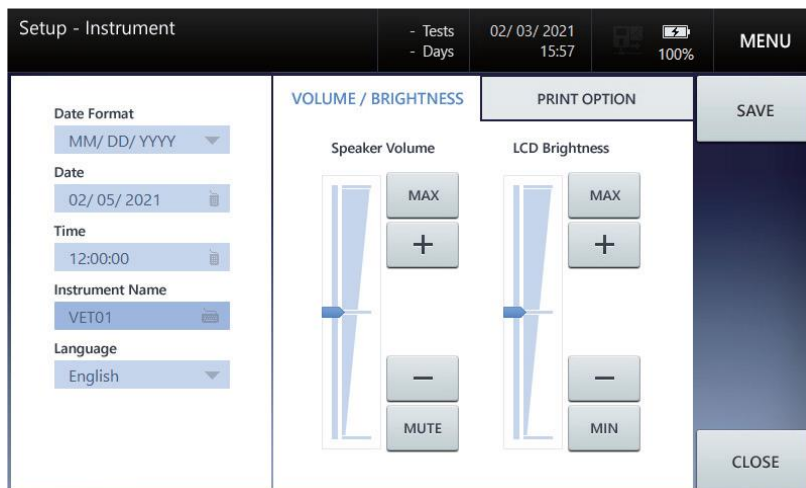 Setup - Instrument
- Tests
- Days
02/ 03/ 2021
15:57
100%
MENU
Date Format
MM/ DD/ YYYY
Date
02/ 05/ 2021
Time
12:00:00
Instrument Name
VET01
Language
English
VOLUME / BRIGHTNESS
PRINT OPTION
Speaker Volume
MAX
+
−
MUTE
LCD Brightness
MAX
+
−
MIN
SAVE
CLOSE